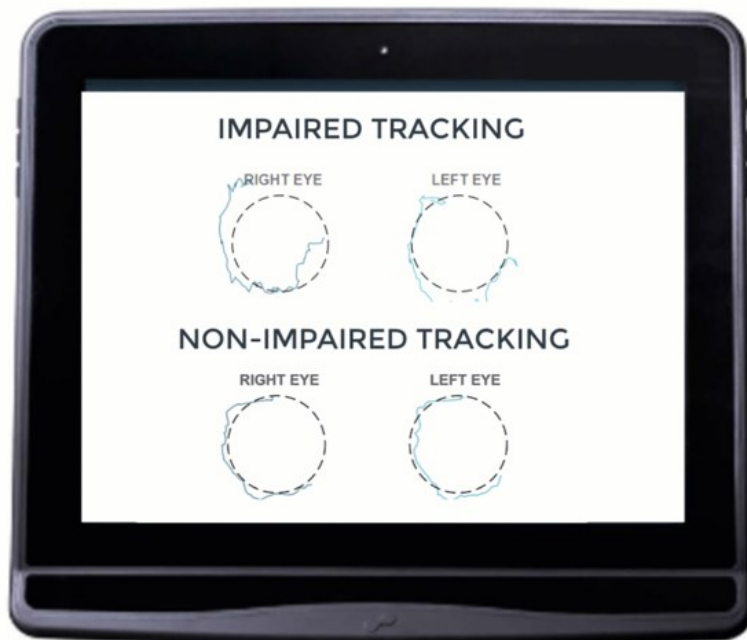 IMPAIRED TRACKING
RIGHT EYE
LEFT EYE
NON-IMPAIRED TRACKING
RIGHT EYE
LEFT EYE